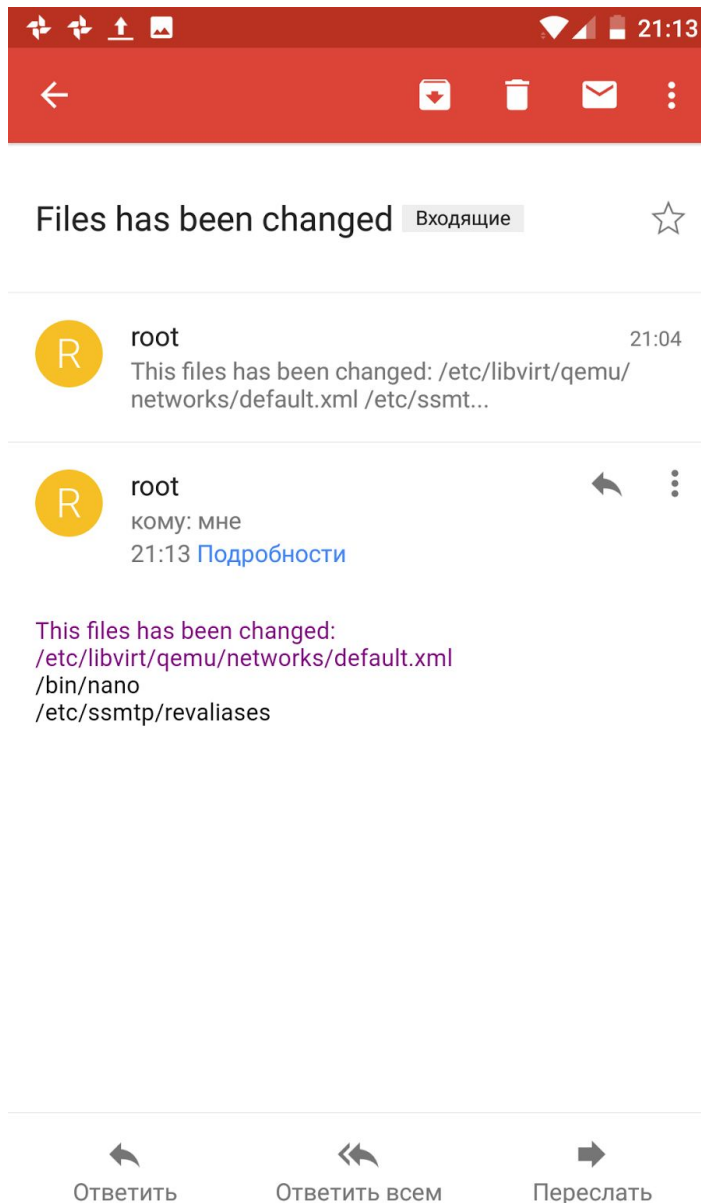 21:13
Files has been changed Входящие
root 21:04
This files has been changed: /etc/libvirt/qemu/
networks/default.xml /etc/ssmt...
R
root
кому: мне
21:13 Подробности
R
This files has been changed:
/etc/libvirt/qemu/networks/default.xml
/bin/nano
/etc/ssmtp/revaliases
Ответить Ответить всем Переслать